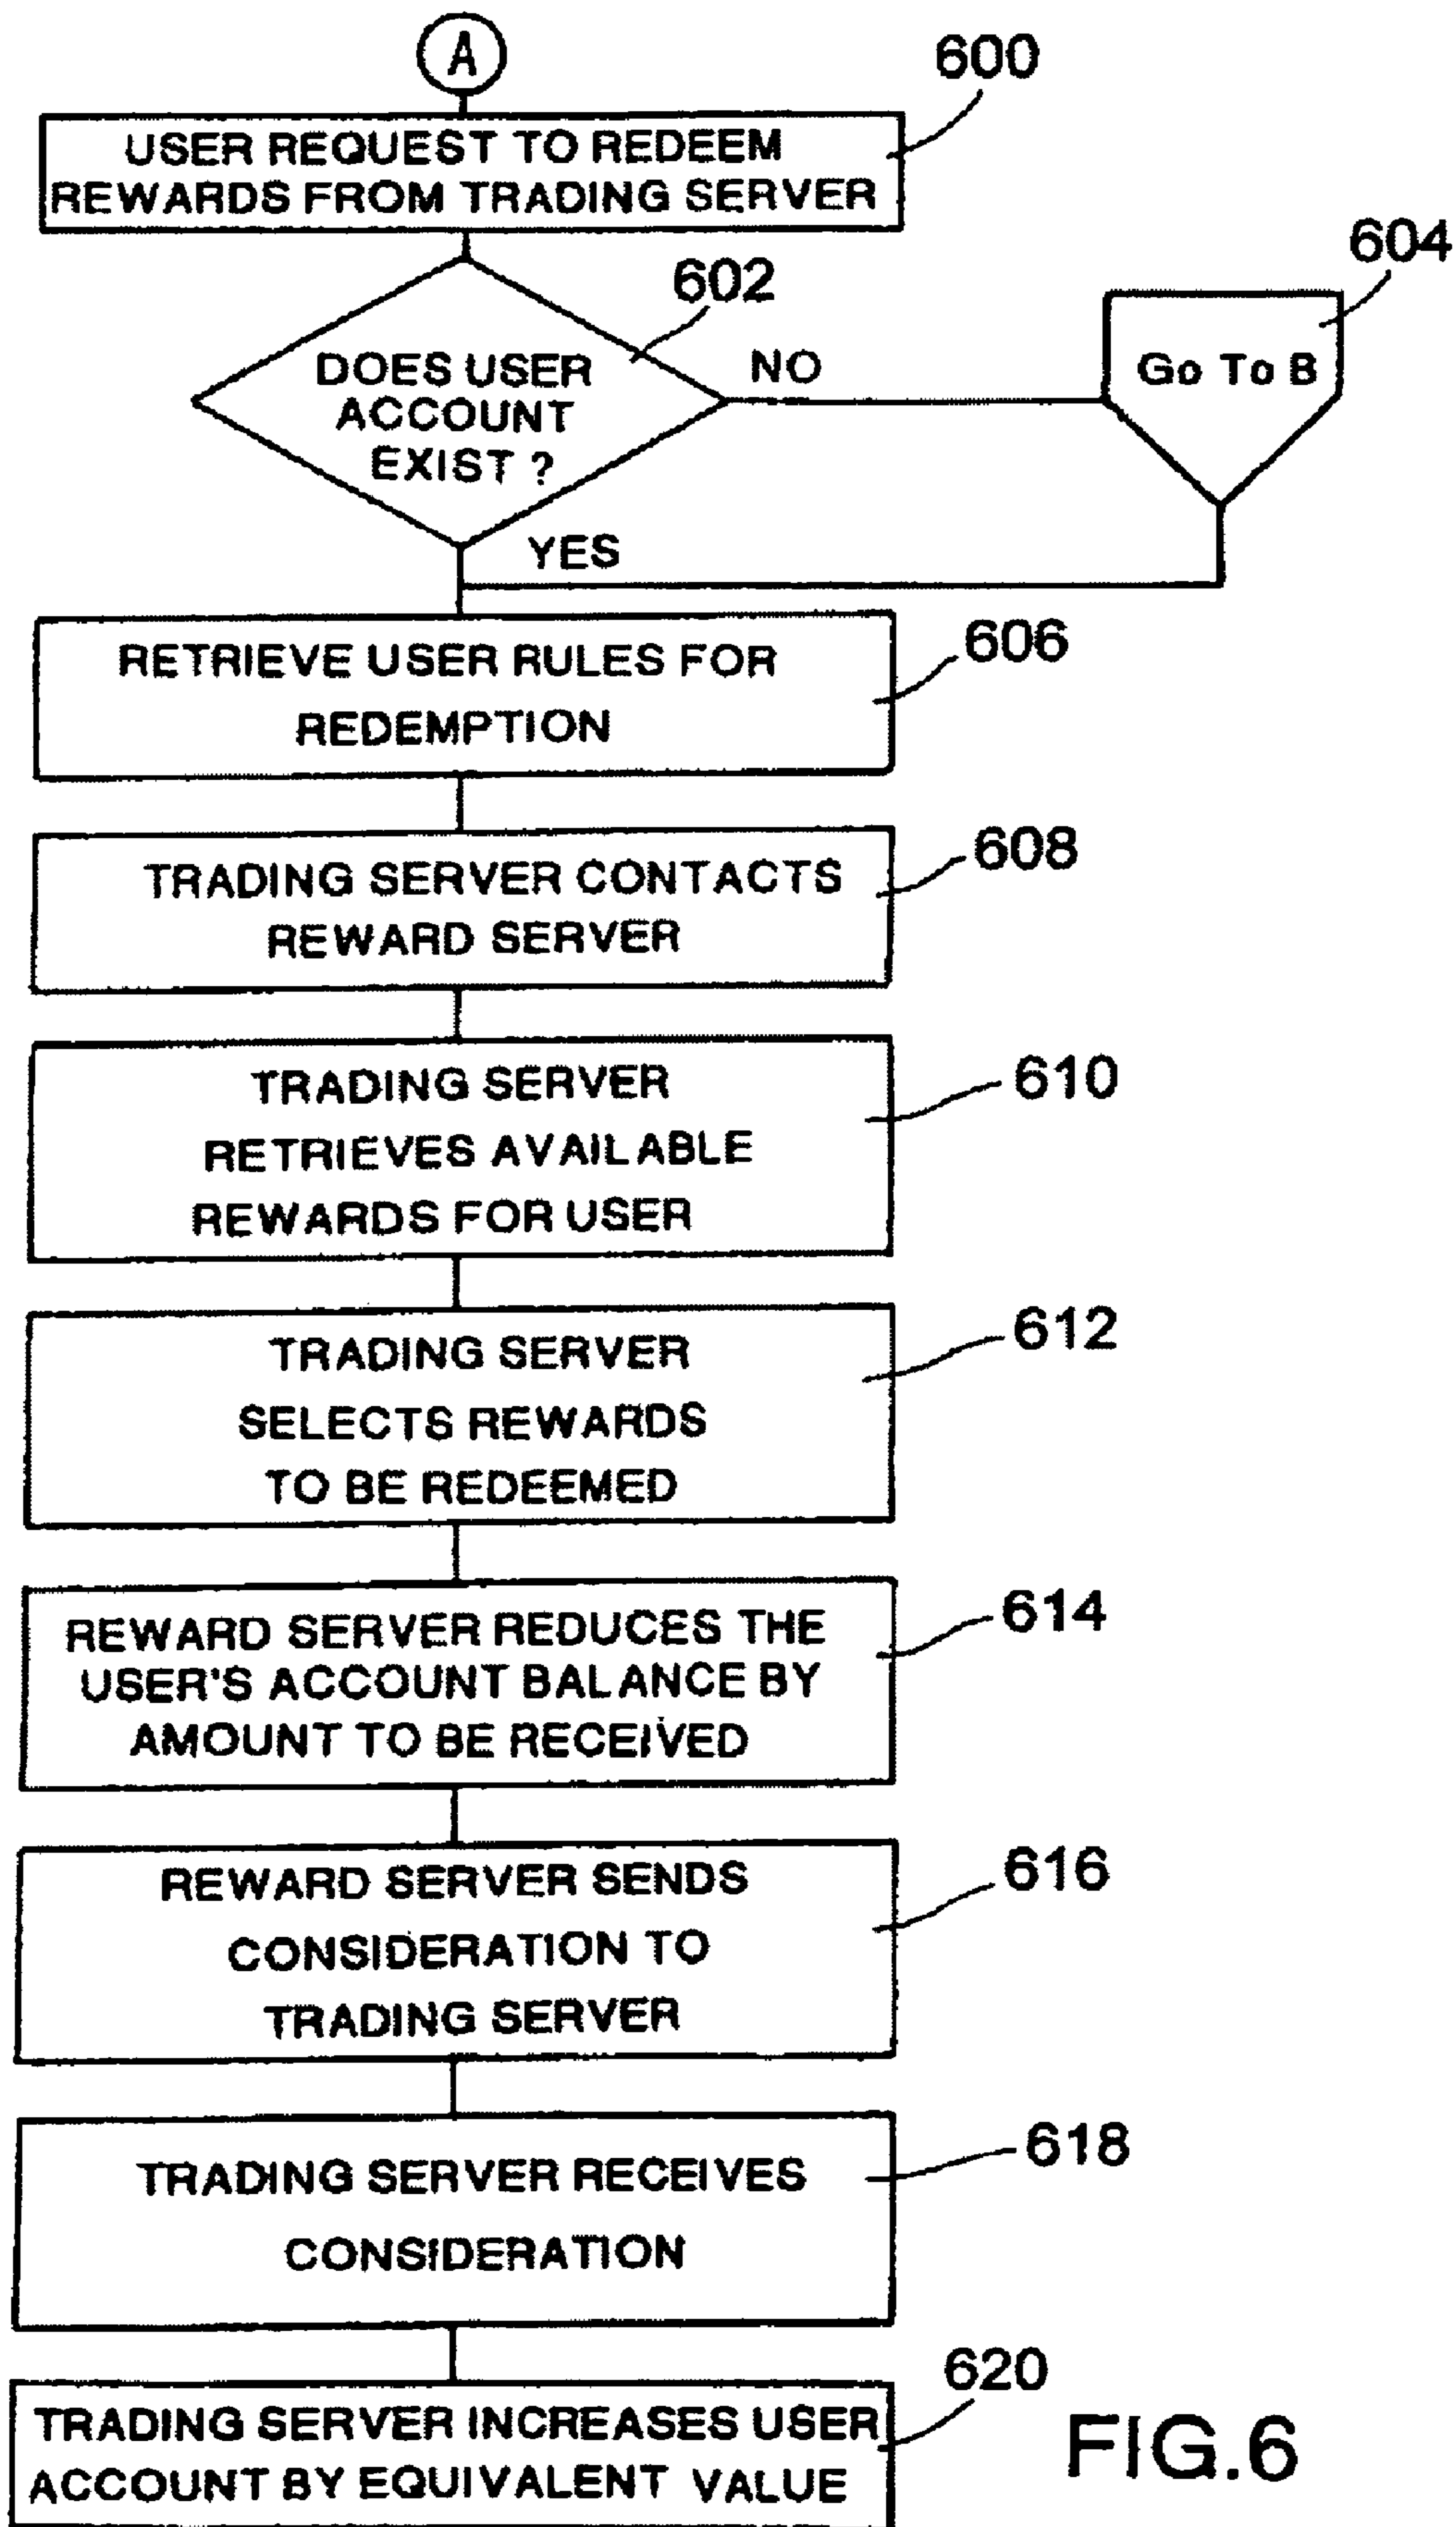 A
600
USER REQUEST TO REDEEM
REWARDS FROM TRADING SERVER
602
604
DOES USER
ACCOUNT
EXIST ?
NO
Go To B
YES
RETRIEVE USER RULES FOR
REDEMPTION
606
TRADING SERVER CONTACTS
REWARD SERVER
608
TRADING SERVER
RETRIEVES AVAILABLE
REWARDS FOR USER
610
TRADING SERVER
SELECTS REWARDS
TO BE REDEEMED
612
REWARD SERVER REDUCES THE
USER'S ACCOUNT BALANCE BY
AMOUNT TO BE RECEIVED
614
REWARD SERVER SENDS
CONSIDERATION TO
TRADING SERVER
616
TRADING SERVER RECEIVES
CONSIDERATION
618
TRADING SERVER INCREASES USER
ACCOUNT BY EQUIVALENT VALUE
620
FIG.6